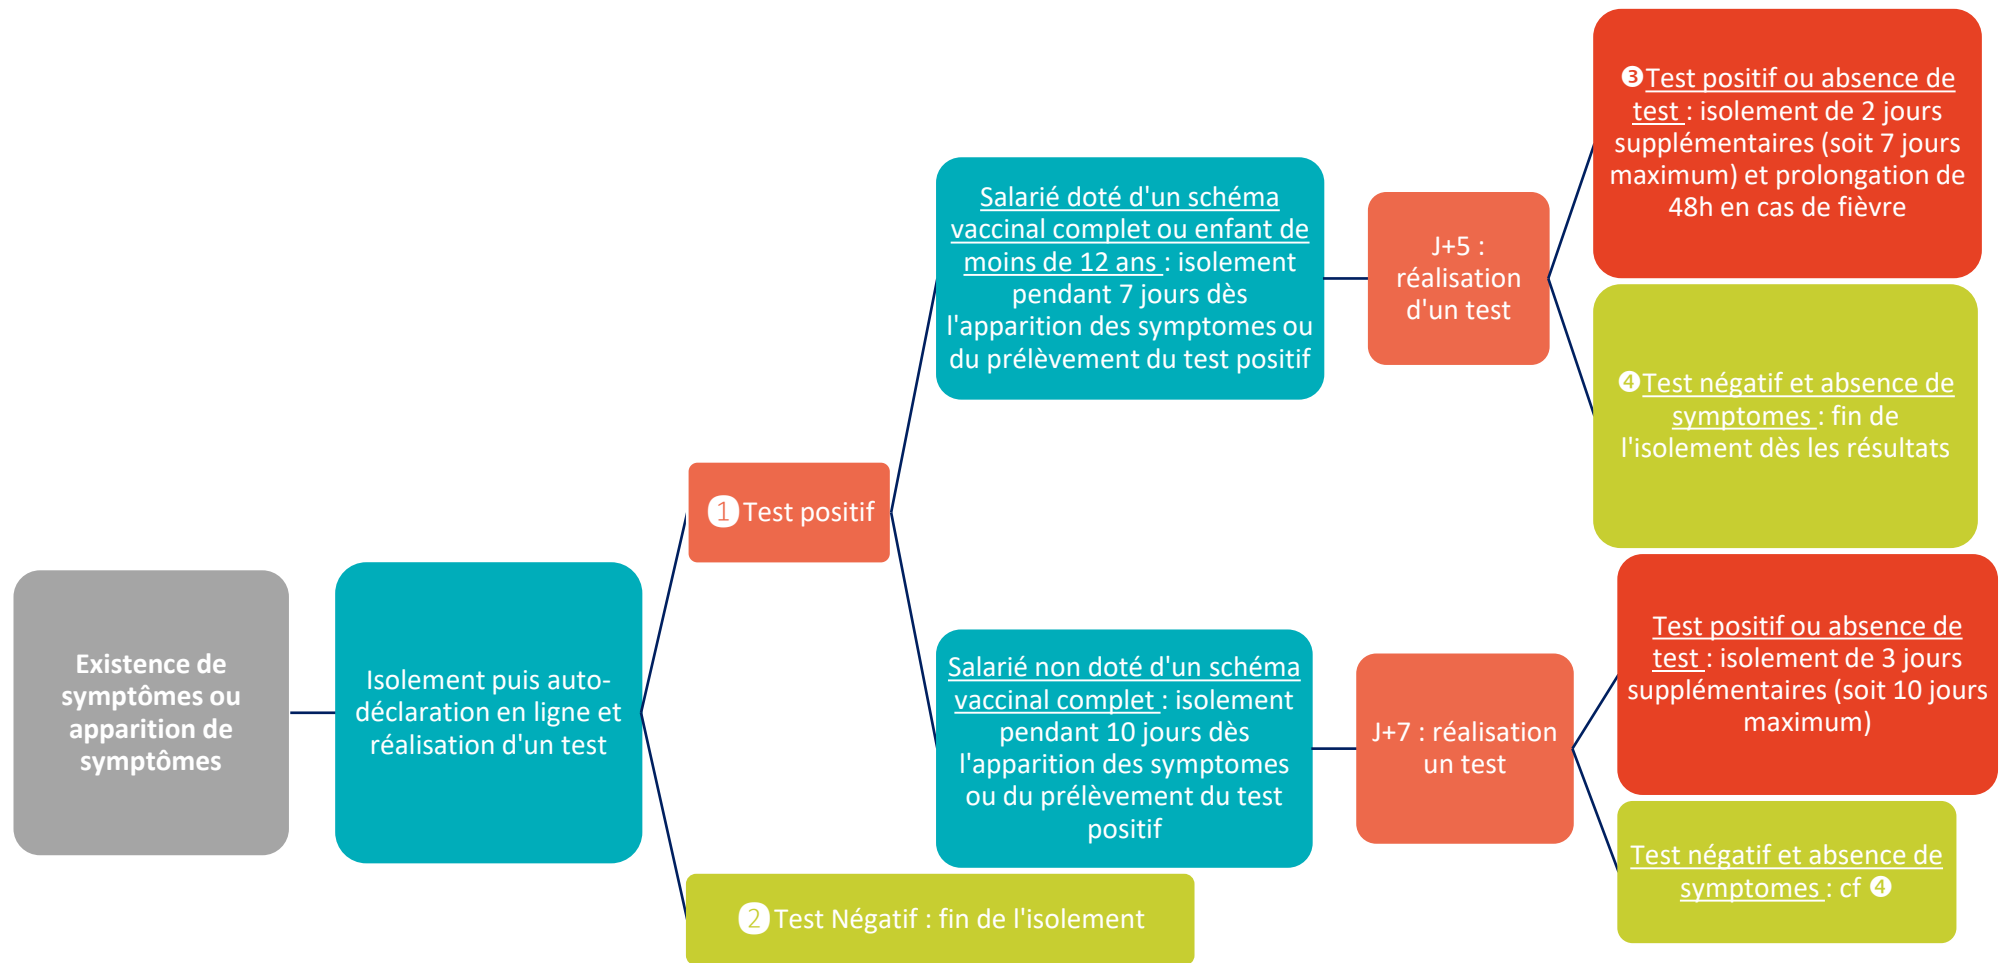 Existence de
symptômes ou
apparition de
symptômes
Isolement puis auto-
déclaration en ligne et
réalisation d'un test
❶ Test positif
❷ Test Négatif : fin de l'isolement
Salarié doté d'un schéma
vaccinal complet ou enfant de
moins de 12 ans : isolement
pendant 7 jours dès
l'apparition des symptomes ou
du prélèvement du test positif
J+5 :
réalisation
d'un test
❸Test positif ou absence de
test : isolement de 2 jours
supplémentaires (soit 7 jours
maximum) et prolongation de
48h en cas de fièvre
❹Test négatif et absence de
symptomes : fin de
l'isolement dès les résultats
Salarié non doté d'un schéma
vaccinal complet : isolement
pendant 10 jours dès
l'apparition des symptomes
ou du prélèvement du test
positif
J+7 : réalisation
un test
Test positif ou absence de
test : isolement de 3 jours
supplémentaires (soit 10 jours
maximum)
Test négatif et absence de
symptomes : cf ❹